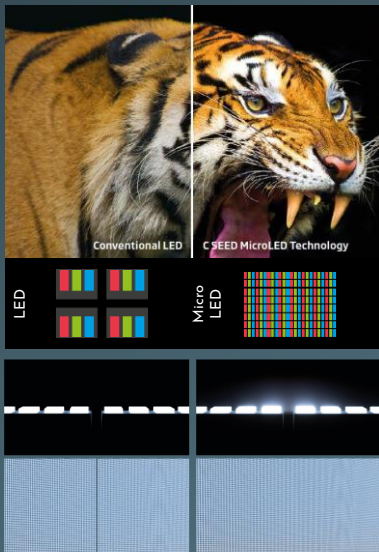 Conventional LED
C SEED MicroLED Technology
LED
Micro
LED